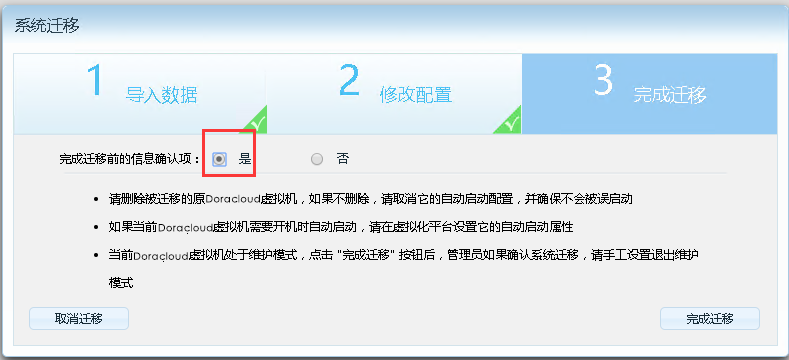 系统迁移
1 导入数据
2 修改配置
3 完成迁移
完成迁移前的信息确认项： 是 否
• 请删除被迁移的原Doracloud虚拟机，如果不删除，请取消它的自动启动配置，并确保不会被误启动
• 如果当前Doracloud虚拟机需要开机时自动启动，请在虚拟化平台设置它的自动启动属性
• 当前Doracloud虚拟机处于维护模式，点击“完成迁移”按钮后，管理员如果确认系统迁移，请手工设置退出维护
模式
取消迁移 完成迁移